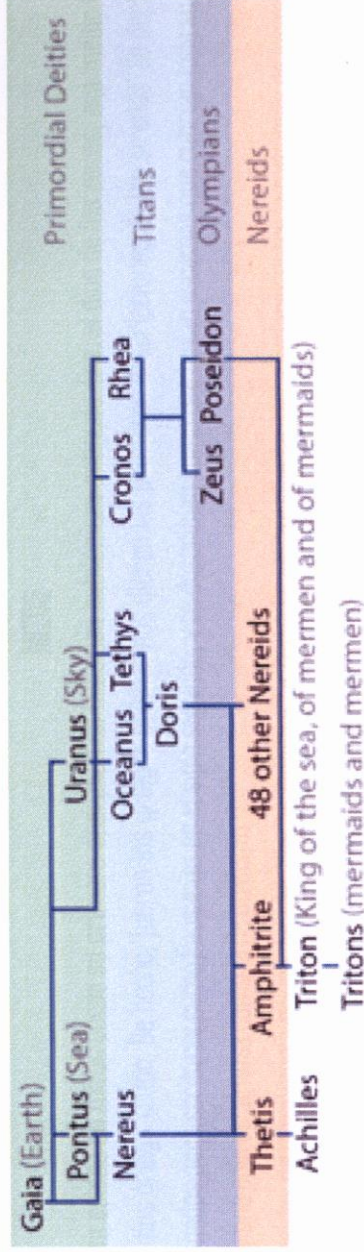 Gaia (Earth)
Primordial Deities
Pontus (Sea) Uranus (Sky)
Nereus Oceanus Tethys Cronos Rhea
Titans
Doris
Zeus Poseidon
Olympians
Thetis Amphitrite 48 other Nereids
Nereids
Achilles Triton (King of the sea, of mermen and of mermaids)
Tritons (mermaids and mermen)